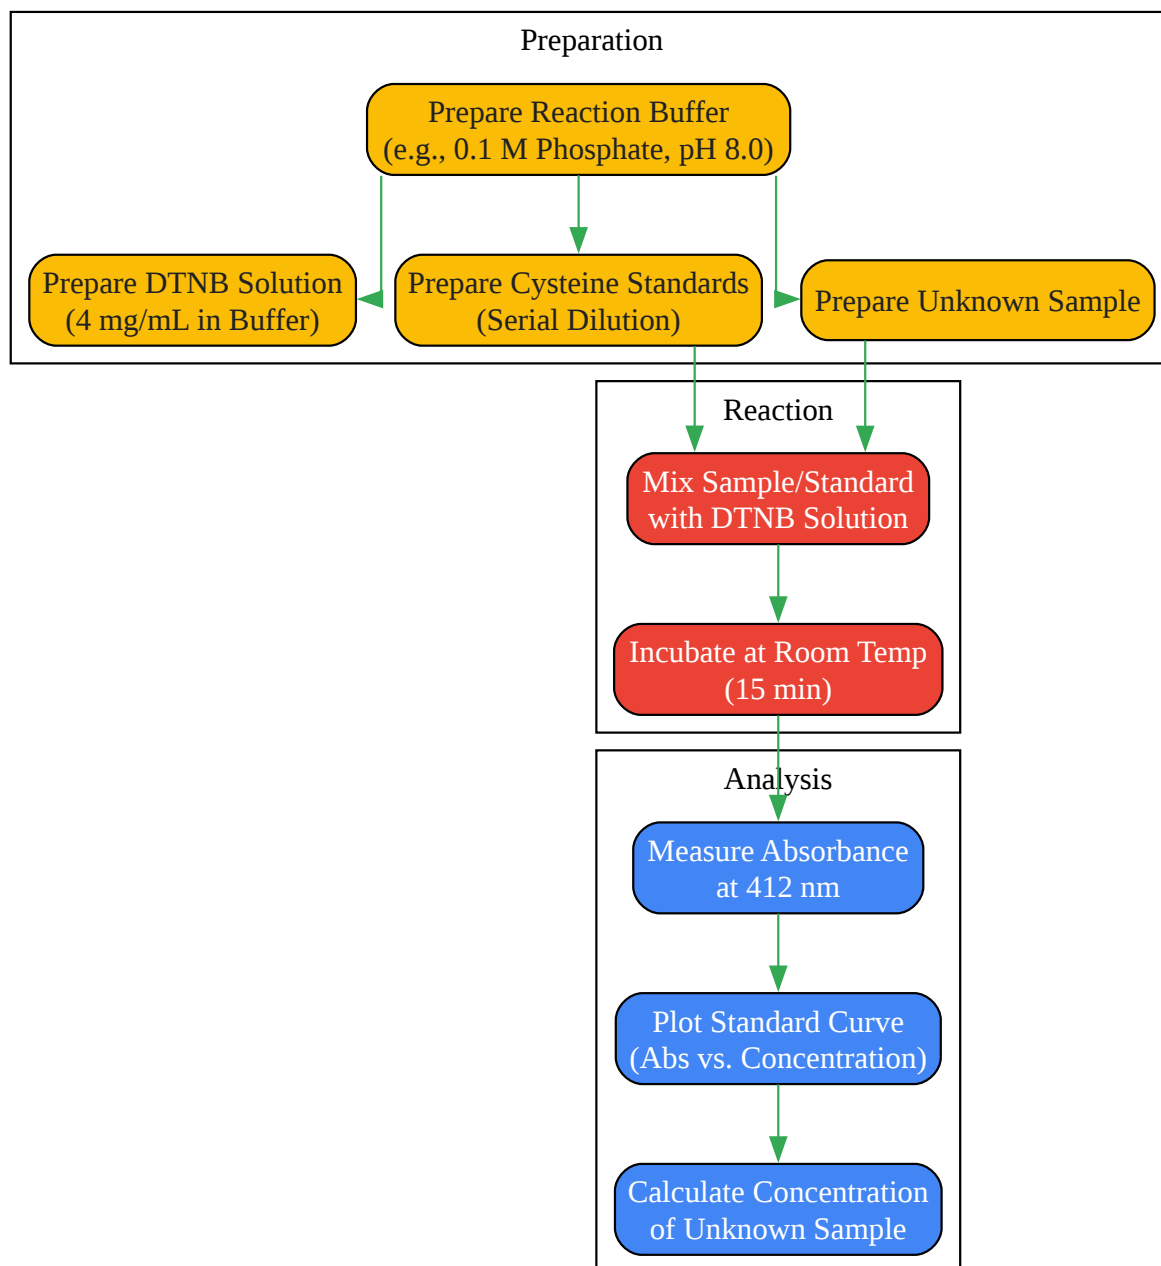 Preparation
Prepare Reaction Buffer
(e.g., 0.1 M Phosphate, pH 8.0)
Prepare DTNB Solution
(4 mg/mL in Buffer)
Prepare Cysteine Standards
(Serial Dilution)
Prepare Unknown Sample
Reaction
Mix Sample/Standard
with DTNB Solution
Incubate at Room Temp
(15 min)
Analysis
Measure Absorbance
at 412 nm
Plot Standard Curve
(Abs vs. Concentration)
Calculate Concentration
of Unknown Sample